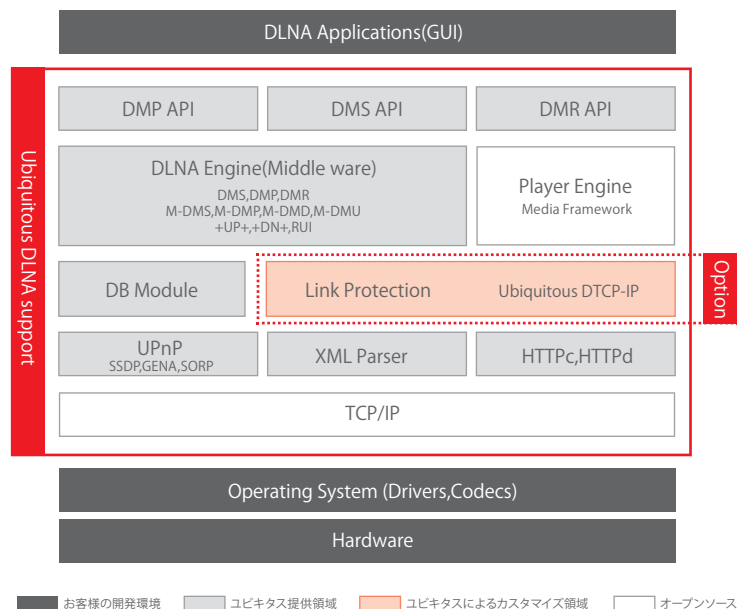 DLNA Applications(GUI)
Ubiquitous DLNA support
DMP API
DMS API
DMR API
DLNA Engine(Middle ware)
DMS,DMP,DMR
M-DMS,M-DMP,M-DMD,M-DMU
+UP+,+DN+,RUI
Player Engine
Media Framework
DB Module
Link Protection
Ubiquitous DTCP-IP
Option
UPnP
SSDP,GENA,SORP
XML Parser
HTTPc,HTTPd
TCP/IP
Operating System (Drivers,Codecs)
Hardware
お客様の開発環境
ユビキタス提供領域
ユビキタスによるカスタマイズ領域
オープンソース